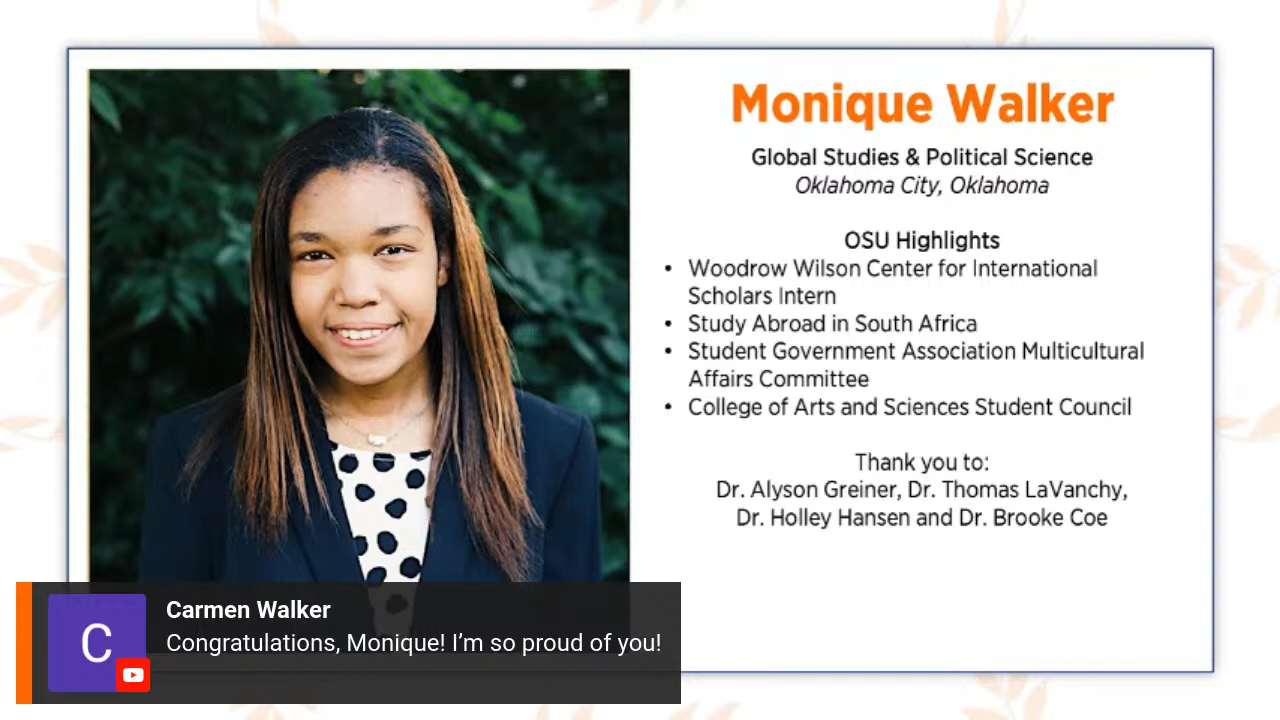 Monique Walker
Global Studies & Political Science
Oklahoma City, Oklahoma
OSU Highlights
• Woodrow Wilson Center for International
Scholars Intern
• Study Abroad in South Africa
• Student Government Association Multicultural
Affairs Committee
• College of Arts and Sciences Student Council
Thank you to:
Dr. Alyson Greiner, Dr. Thomas LaVanchy,
Dr. Holley Hansen and Dr. Brooke Coe
C
Carmen Walker
Congratulations, Monique! I’m so proud of you!